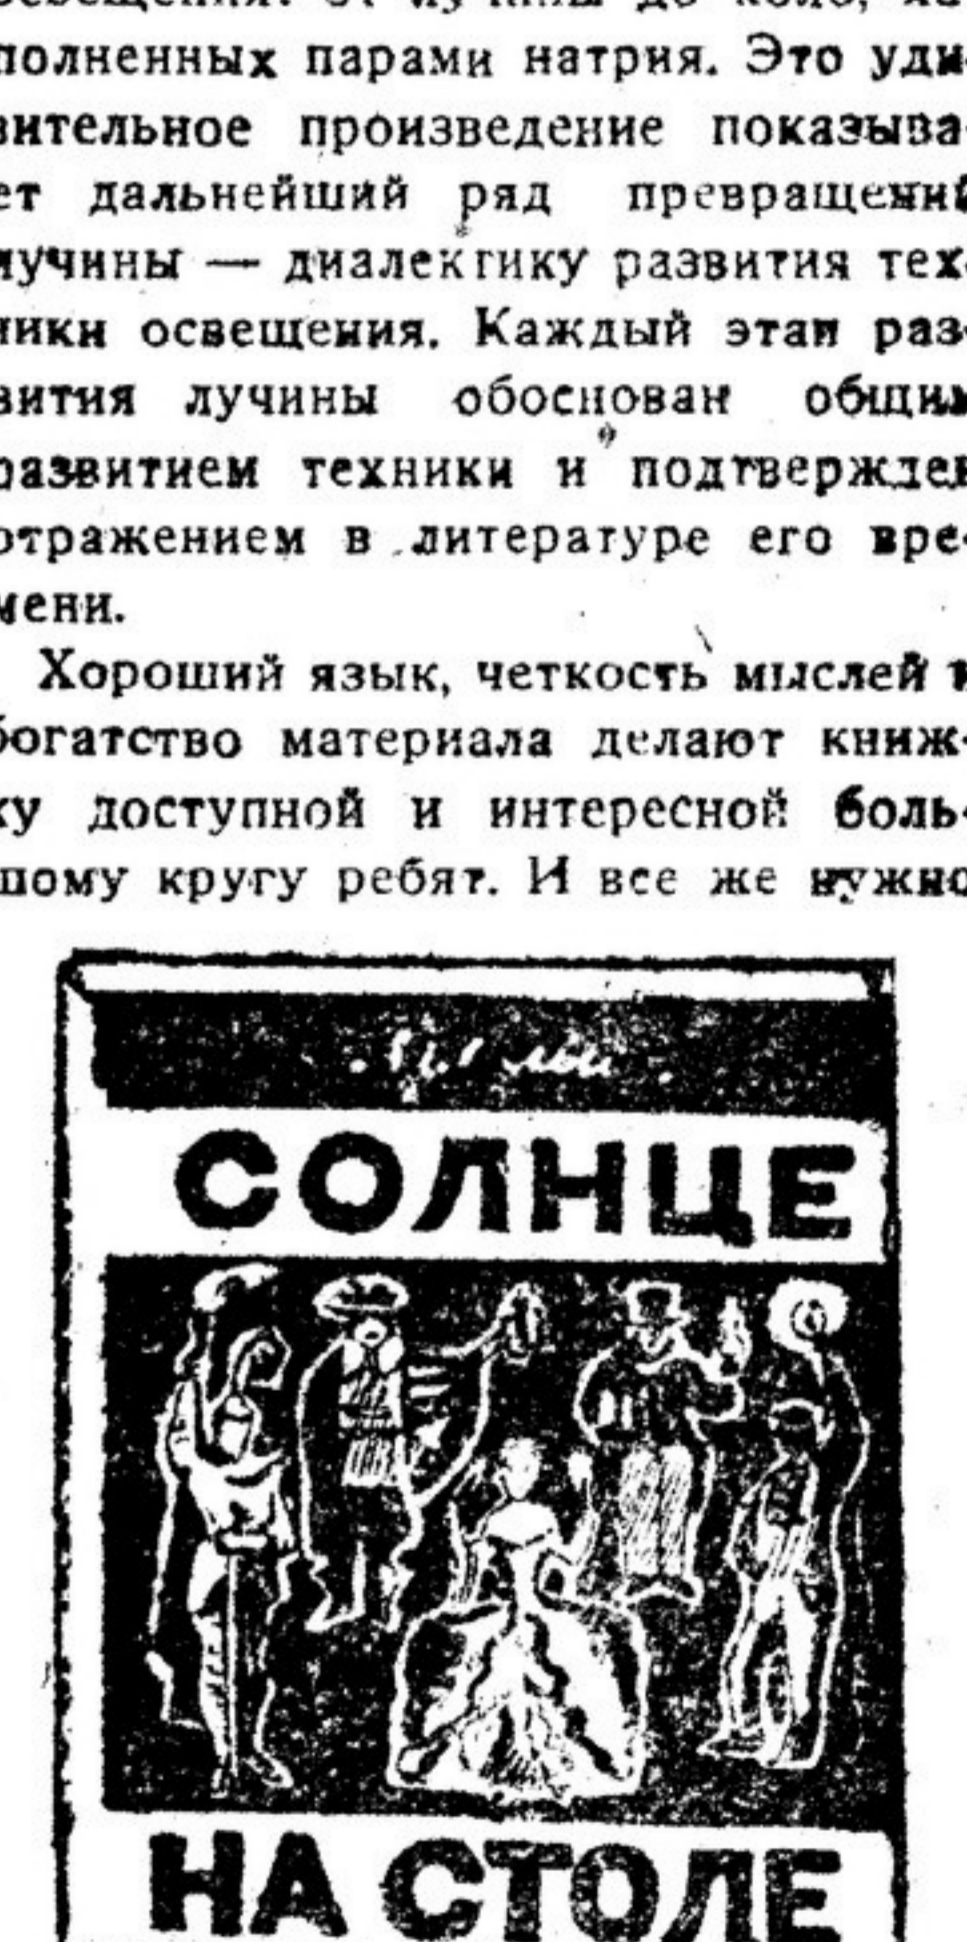 полненных парами натрия. Это уди-
вительное произведение показыва-
ет дальнейший ряд превращений
лучины — диалектику развития тех-
ники освещения. Каждый этап раз-
вития лучины обоснован общим
развитием техники и подтвержден
отражением в литературе его вре-
мени.
Хороший язык, четкость мыслей и
богатство материала делают книж-
ку доступной и интересной боль-
шому кругу ребят. И все же нужно
СОЛНЦЕ
НА СТОЛЕ